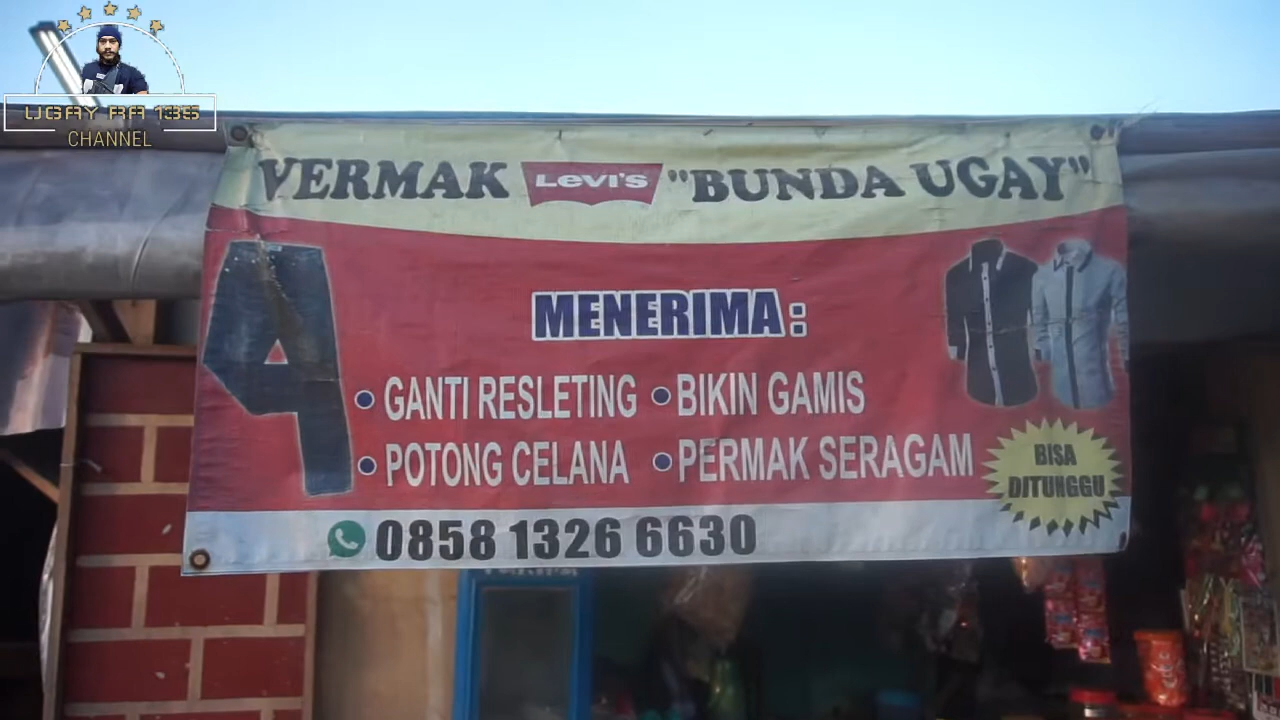 UGAY RA 135
CHANNEL
VERMAK Levi's "BUNDA UGAY"
MENERIMA :
• GANTI RESLETING • BIKIN GAMIS
• POTONG CELANA • PERMAK SERAGAM
BISA
DITUNGGU
0858 1326 6630